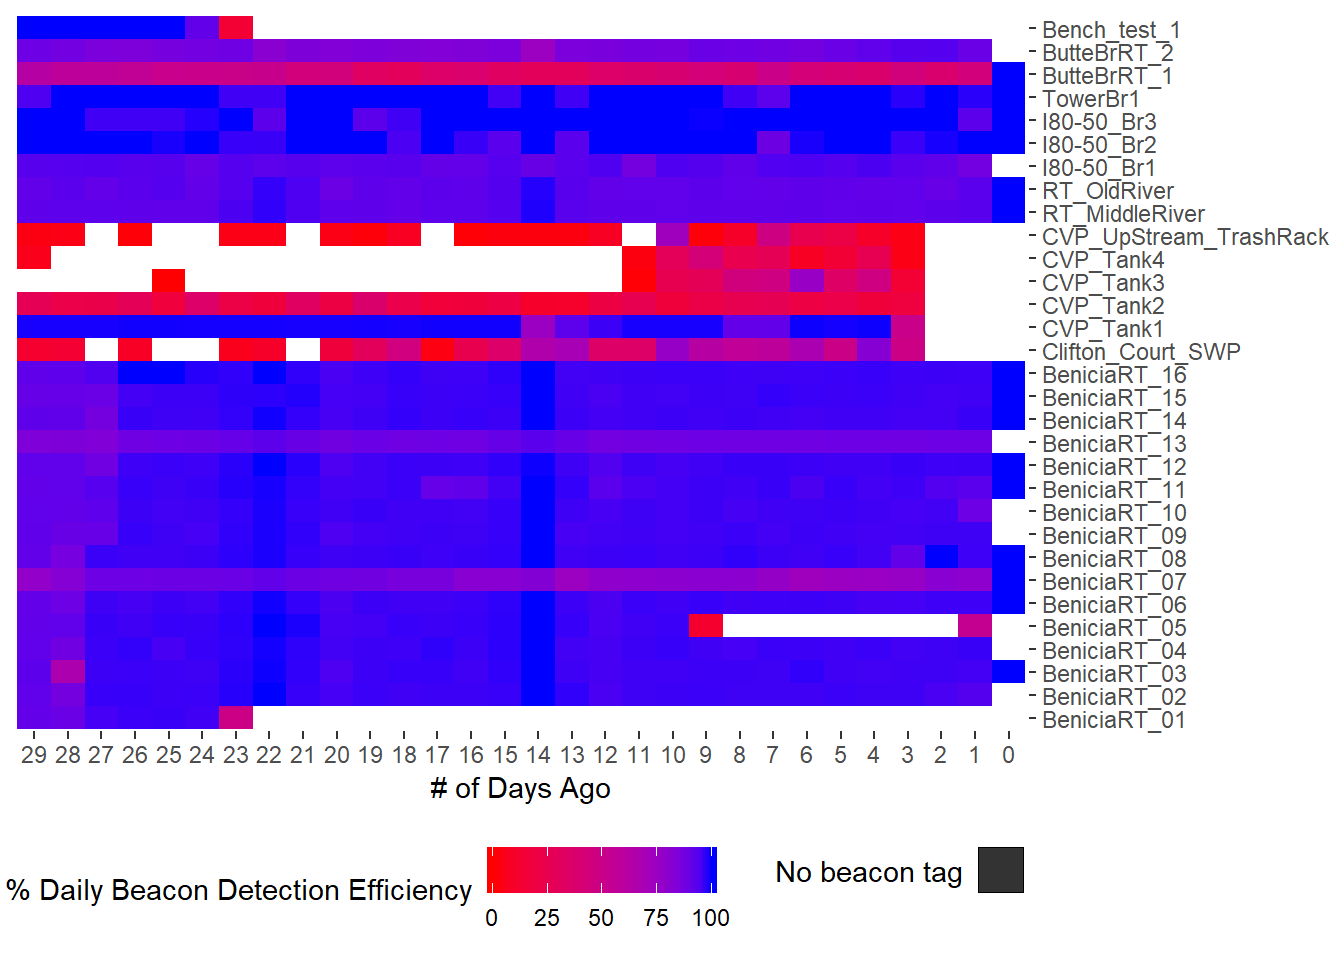 Bench_test_1
ButteBrRT_2
ButteBrRT_1
TowerBr1
I80-50_Br3
I80-50_Br2
I80-50_Br1
RT_OldRiver
RT_MiddleRiver
CVP_UpStream_TrashRack
CVP_Tank4
CVP_Tank3
CVP_Tank2
CVP_Tank1
Clifton_Court_SWP
BeniciaRT_16
BeniciaRT_15
BeniciaRT_14
BeniciaRT_13
BeniciaRT_12
BeniciaRT_11
BeniciaRT_10
BeniciaRT_09
BeniciaRT_08
BeniciaRT_07
BeniciaRT_06
BeniciaRT_05
BeniciaRT_04
BeniciaRT_03
BeniciaRT_02
BeniciaRT_01
29 28 27 26 25 24 23 22 21 20 19 18 17 16 15 14 13 12 11 10 9 8 7 6 5 4 3 2 1 0
# of Days Ago
% Daily Beacon Detection Efficiency
0 25 50 75 100
No beacon tag